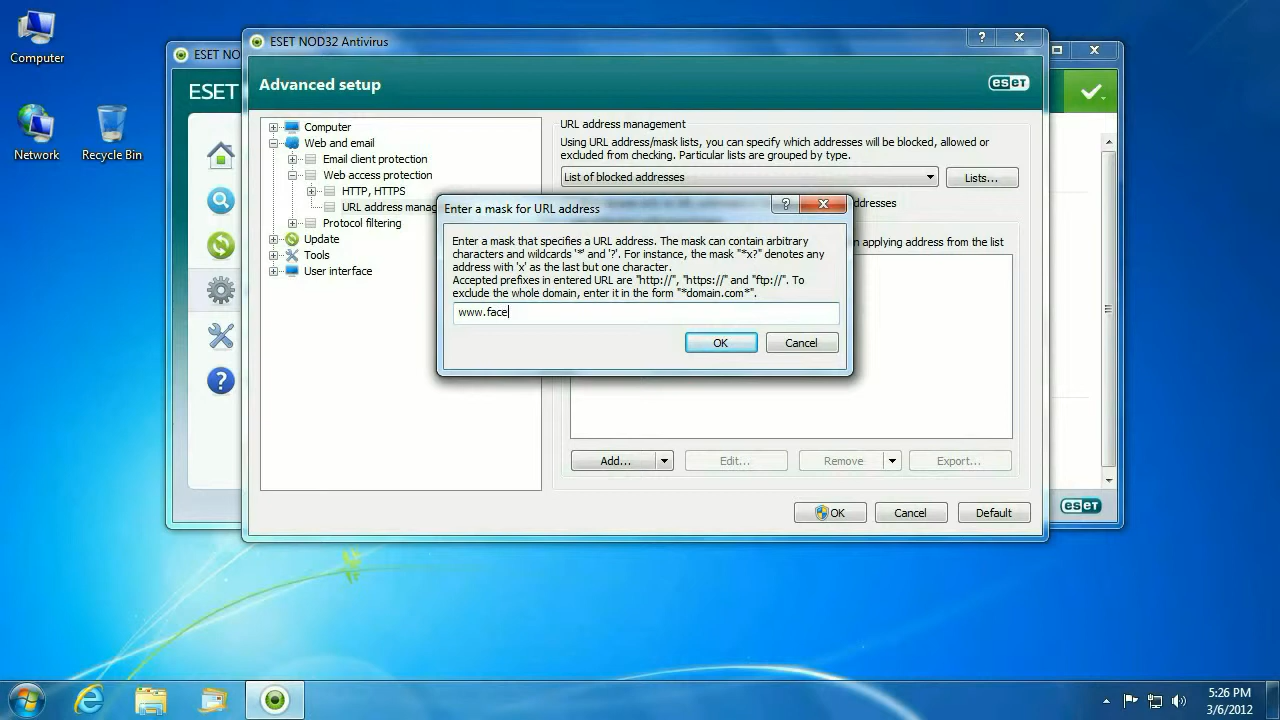 Computer
Network
Recycle Bin
ESET NO
ESET
ESET NOD32 Antivirus
?
Advanced setup
eset
Computer
Web and email
Email client protection
Web access protection
HTTP, HTTPS
URL address manag
Protocol filtering
Update
Tools
User interface
URL address management
Using URL address/mask lists, you can specify which addresses will be blocked, allowed or
excluded from checking. Particular lists are grouped by type.
List of blocked addresses
Lists...
ddresses
n applying address from the list
Enter a mask for URL address
?
Enter a mask that specifies a URL address. The mask can contain arbitrary
characters and wildcards '*' and '?'. For instance, the mask "*x?" denotes any
address with 'x' as the last but one character.
Accepted prefixes in entered URL are "http://", "https://" and "ftp://". To
exclude the whole domain, enter it in the form "*domain.com*".
www.face
OK
Cancel
Add...
Edit...
Remove
Export...
OK
Cancel
Default
?
eset
5:26 PM
3/6/2012